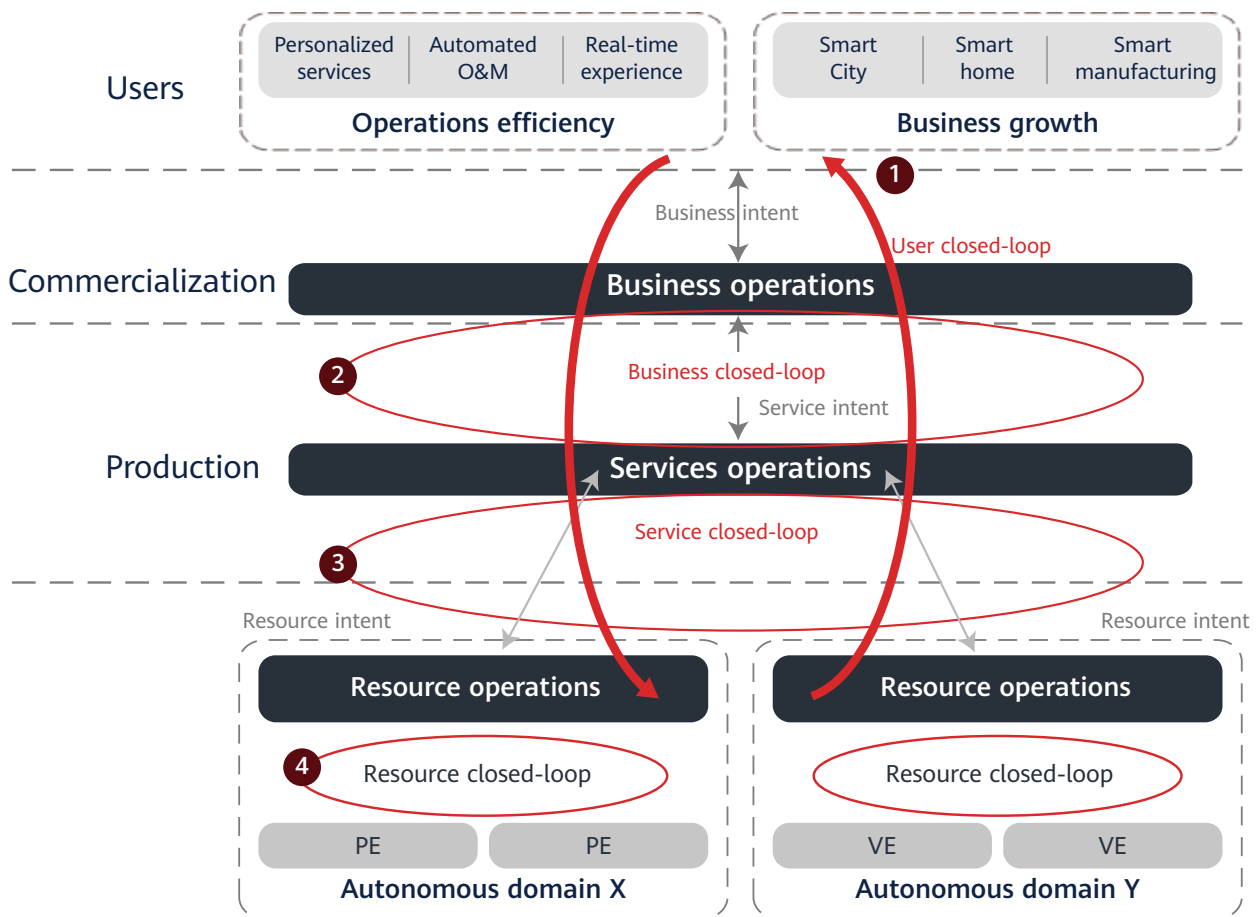 Users
Personalized
services
Automated
O&M
Real-time
experience
Operations efficiency
Smart
City
Smart
home
Smart
manufacturing
Business growth
1
Business intent
User closed-loop
Commercialization
Business operations
2
Business closed-loop
Service intent
Production
Services operations
Service closed-loop
3
Resource intent
Resource intent
Resource operations
Resource operations
4
Resource closed-loop
Resource closed-loop
PE
PE
VE
VE
Autonomous domain X
Autonomous domain Y